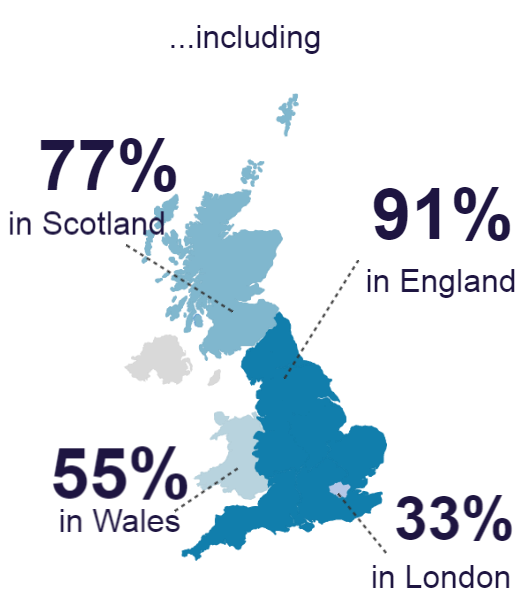 ...including
77%
in Scotland
91%
in England
55%
in Wales
33%
in London